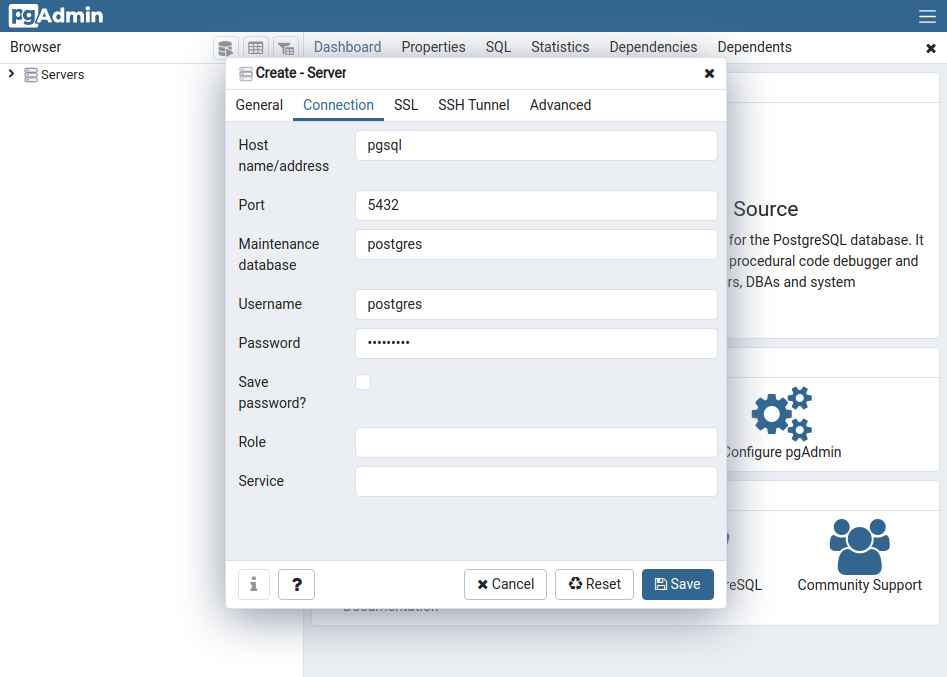 pgAdmin
Browser
Dashboard Properties SQL Statistics Dependencies Dependents
Servers
Create - Server
General Connection SSL SSH Tunnel Advanced
Host name/address
pgsql
Port
5432
Maintenance database
postgres
Username
postgres
Password
•••••••••
Save password?
Role
Service
? Cancel Reset Save
Source
for the PostgreSQL database. It
procedural code debugger and
rs, DBAs and system
Configure pgAdmin
reSQL
Community Support
Documentation